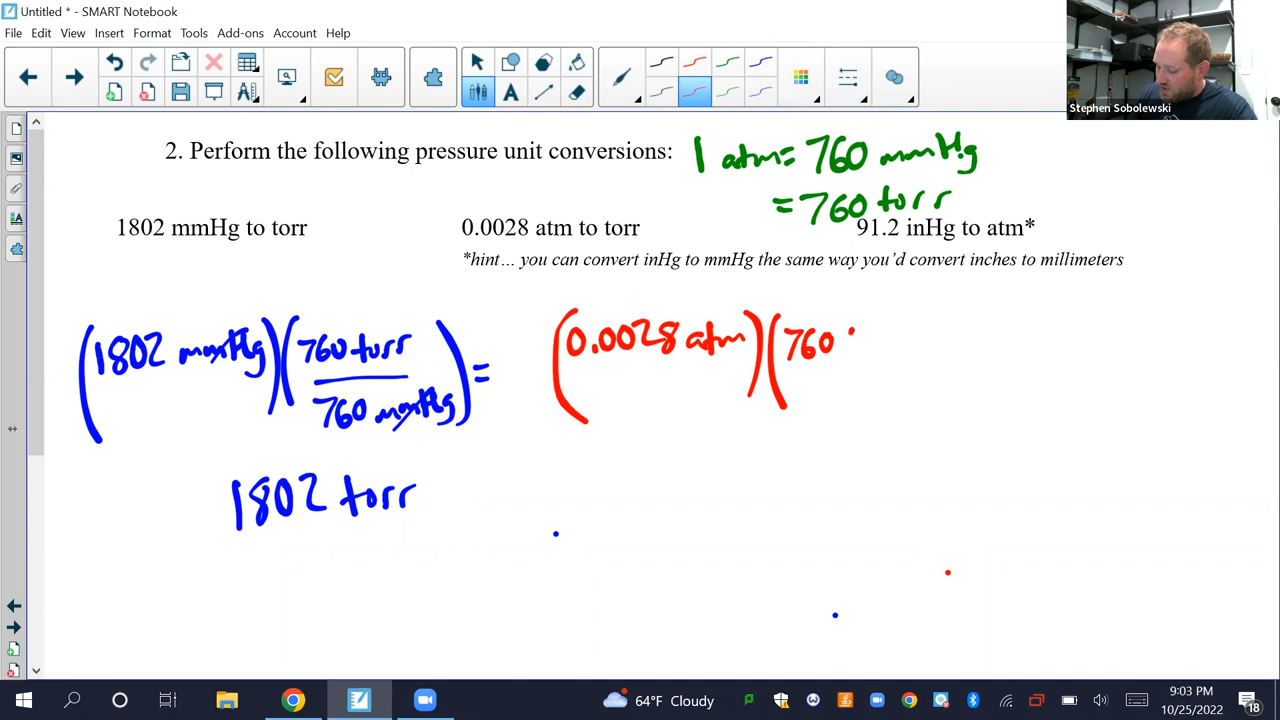 Untitled * - SMART Notebook
File Edit View Insert Format Tools Add-ons Account Help
Stephen Sobolewski
2. Perform the following pressure unit conversions:
1 atm = 760 mmHg
= 760 torr
1802 mmHg to torr 0.0028 atm to torr 91.2 inHg to atm*
*hint… you can convert inHg to mmHg the same way you'd convert inches to millimeters
(1802 mmHg)(760 torr / 760 mmHg) =
1802 torr
(0.0028 atm)(760
64°F Cloudy
9:03 PM
10/25/2022
18